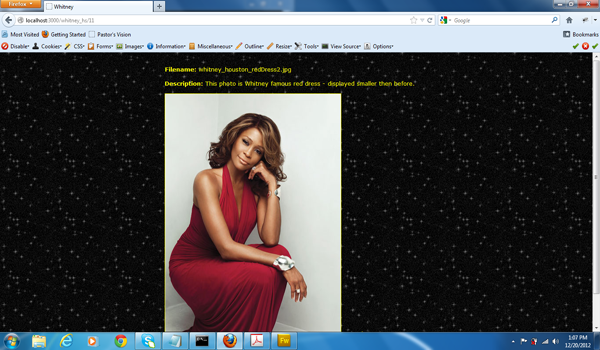 Firefox
Whitney
localhost:3000/whitney_hs/11
Google
Most Visited Getting Started Pastor's Vision Bookmarks
Disable Cookies CSS Forms Images Information Miscellaneous Outline Resize Tools View Source Options
Filename: Whitney_houston_redDress2.jpg
Description: This photo is Whitney famous red dress - displayed smaller then before.
Fw
1:07 PM
12/20/2012